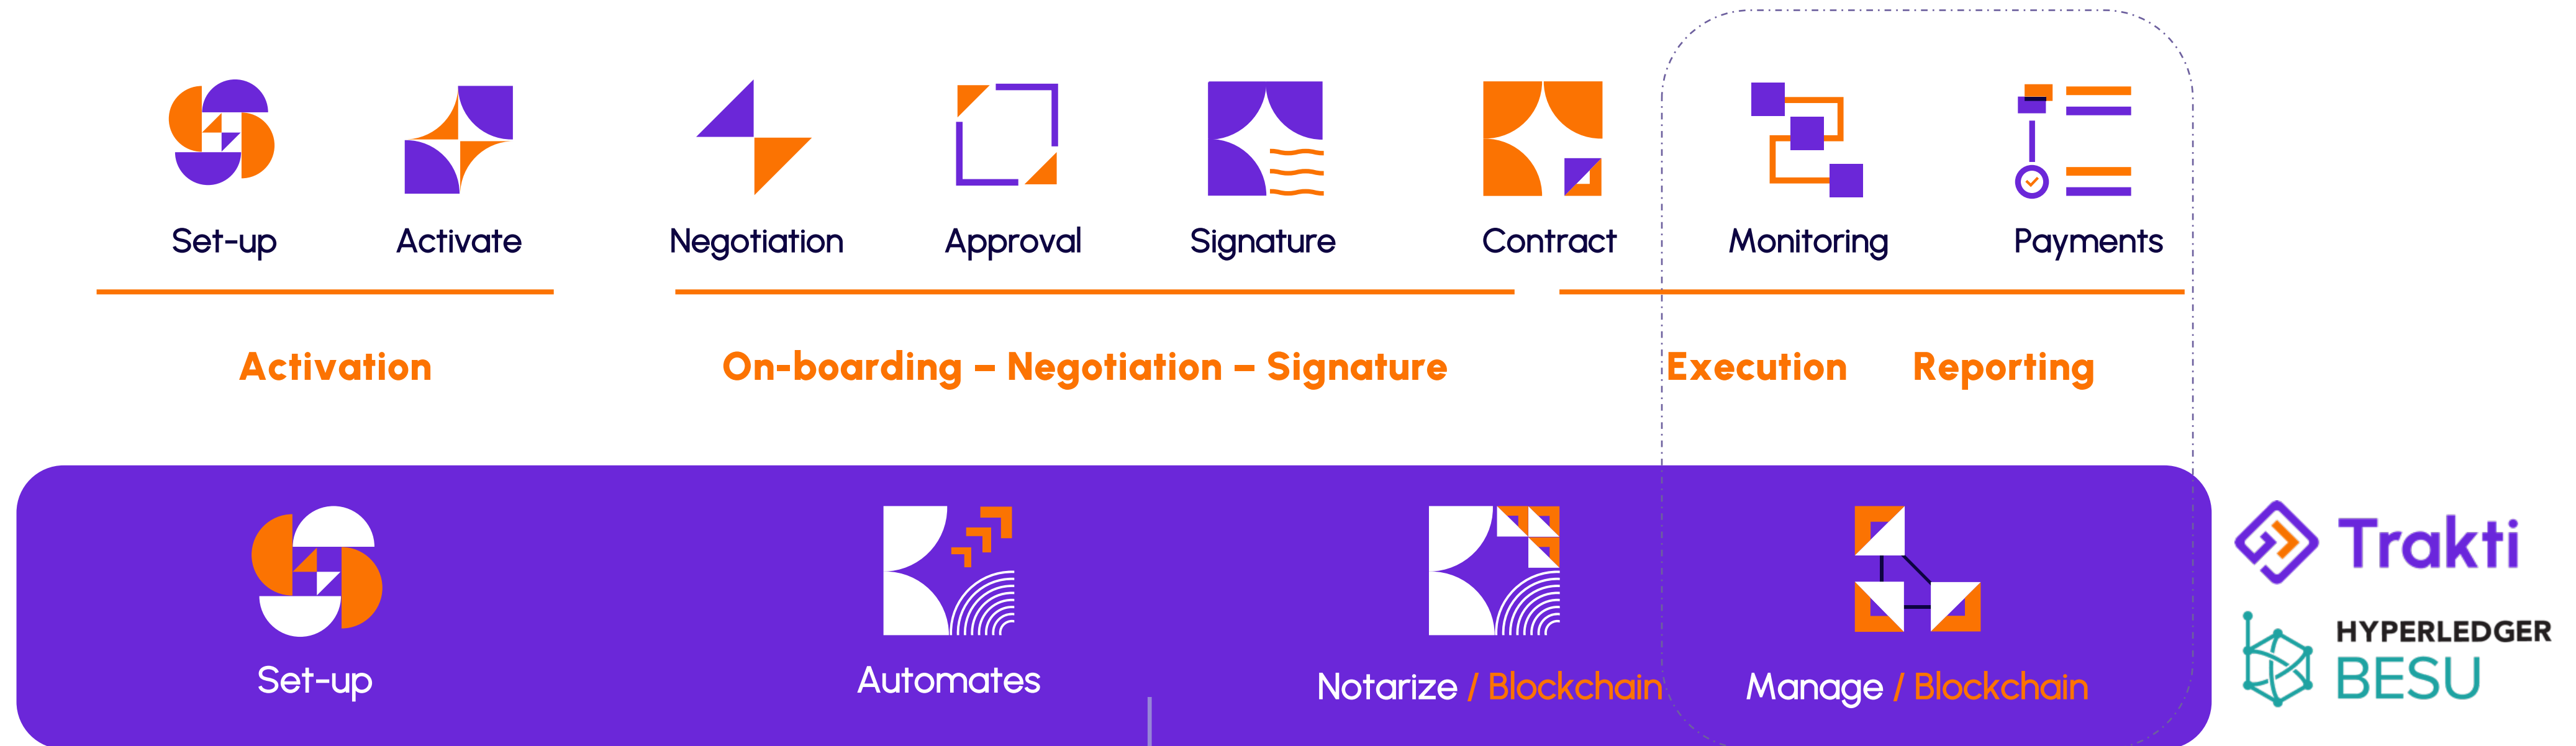 Set-up
Activate
Negotiation
Approval
Signature
Contract
Monitoring
Payments
Activation
On-boarding – Negotiation – Signature
Execution
Reporting
Set-up
Automates
Notarize / Blockchain
Manage / Blockchain
Trakti
HYPERLEDGER
BESU